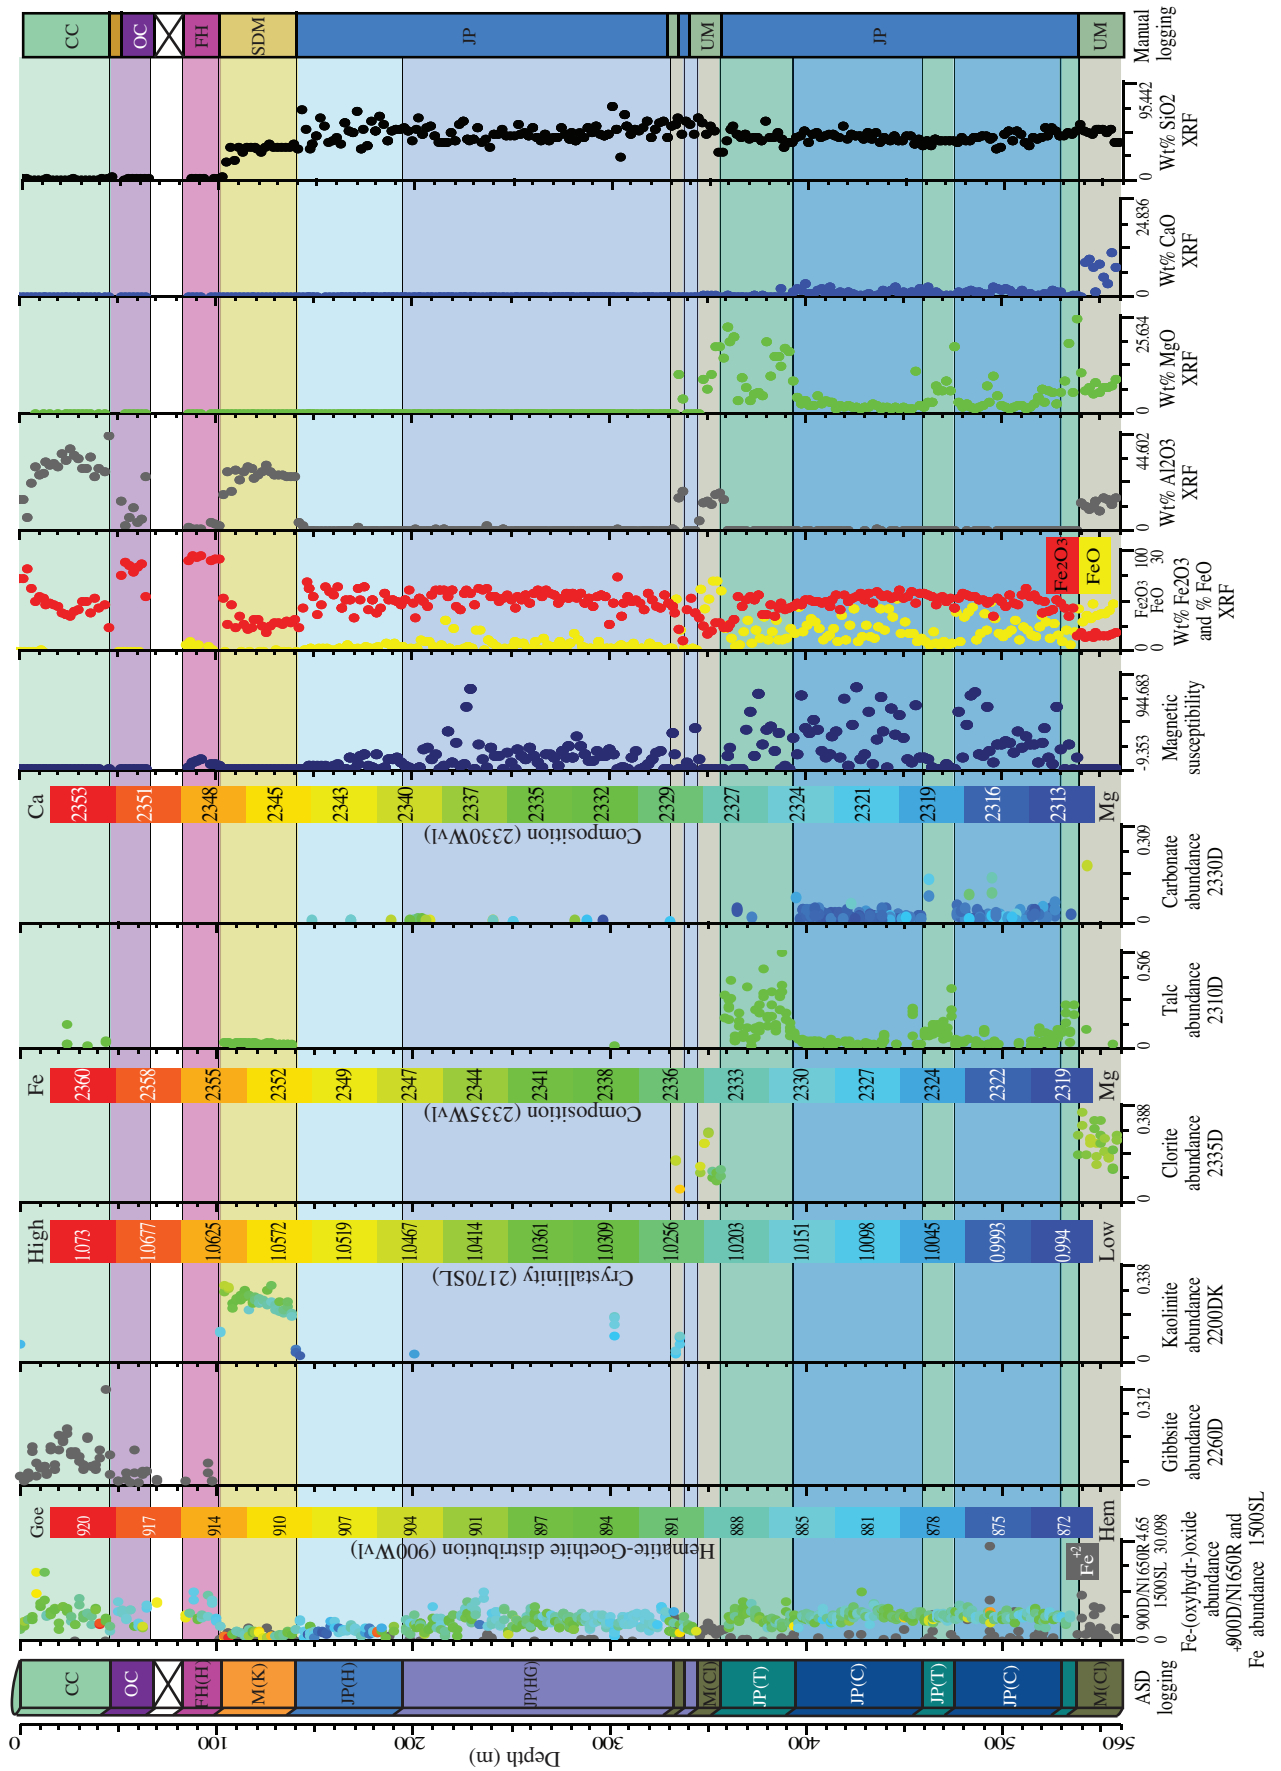 CC
OC
FH
SDM
JP
UM
JP
UM
Manual
logging
0
95.442
Wt% SiO2
XRF
0
24.836
Wt% CaO
XRF
0
25.634
Wt% MgO
XRF
0
44.602
Wt% Al2O3
XRF
Fe2O3
FeO
0
Fe2O3
100
0
FeO
30
Wt% Fe2O3
and % FeO
XRF
-9.353
944.683
Magnetic
susceptibility
Ca
2353
2351
2348
2345
2343
2340
2337
2335
2332
2329
2327
2324
2321
2319
2316
2313
Mg
Composition (2330Wvl)
0
0.309
Carbonate
abundance
2330D
0
0.506
Talc
abundance
2310D
Fe
2360
2358
2355
2352
2349
2347
2344
2341
2338
2336
2333
2330
2327
2324
2322
2319
Mg
Composition (2335Wvl)
0
0.388
Clorite
abundance
2335D
High
1.073
1.0677
1.0625
1.0572
1.0519
1.0467
1.0414
1.0361
1.0309
1.0256
1.0203
1.0151
1.0098
1.0045
0.9993
0.994
Low
Crystallinity (2170SL)
0
0.338
Kaolinite
abundance
2200DK
0
0.312
Gibbsite
abundance
2260D
Goe
920
917
914
910
907
904
901
897
894
891
888
885
881
878
875
872
Hem
Hematite-Goethite distribution (900Wvl)
Fe+2
0 900D/N1650R 4.65
0 1500SL 30.098
Fe-(oxyhydr-)oxide
abundance
+900D/N1650R and
Fe abundance 1500SL
CC
OC
FH(H)
M(K)
JP(H)
JP(HG)
M(Cl)
JP(T)
JP(C)
JP(T)
JP(C)
M(Cl)
ASD
logging
0
100
200
300
400
500
560
Depth (m)